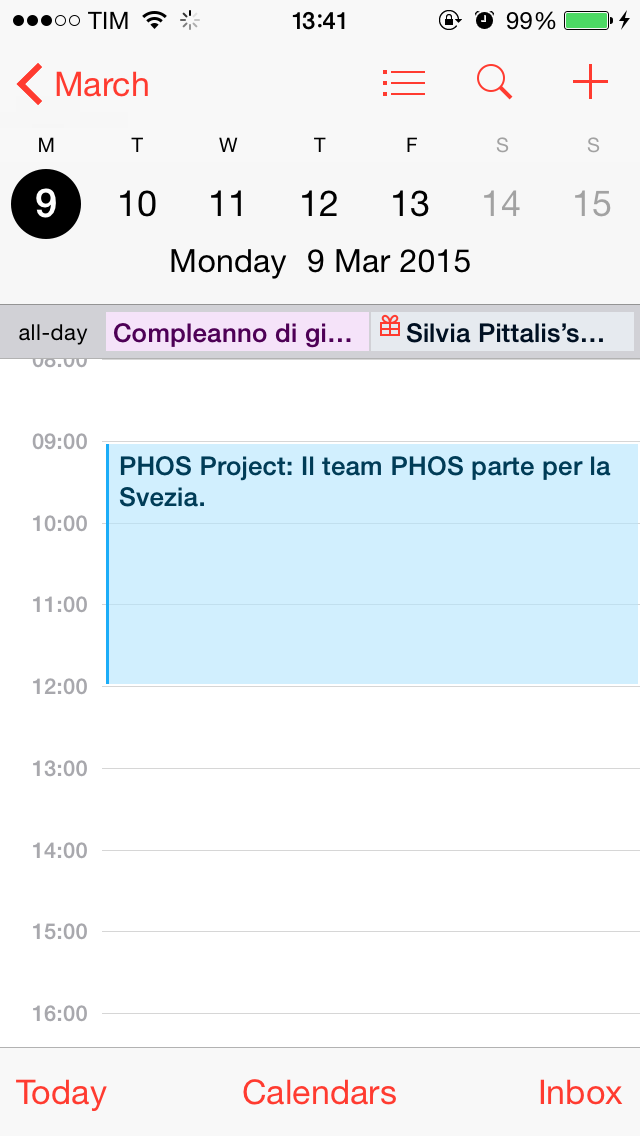 TIM 13:41 99%
March
M T W T F S S
9 10 11 12 13 14 15
Monday 9 Mar 2015
all-day Compleanno di gi... Silvia Pittalis’s...
08:00
09:00
PHOS Project: Il team PHOS parte per la
Svezia.
10:00
11:00
12:00
13:00
14:00
15:00
16:00
Today Calendars Inbox